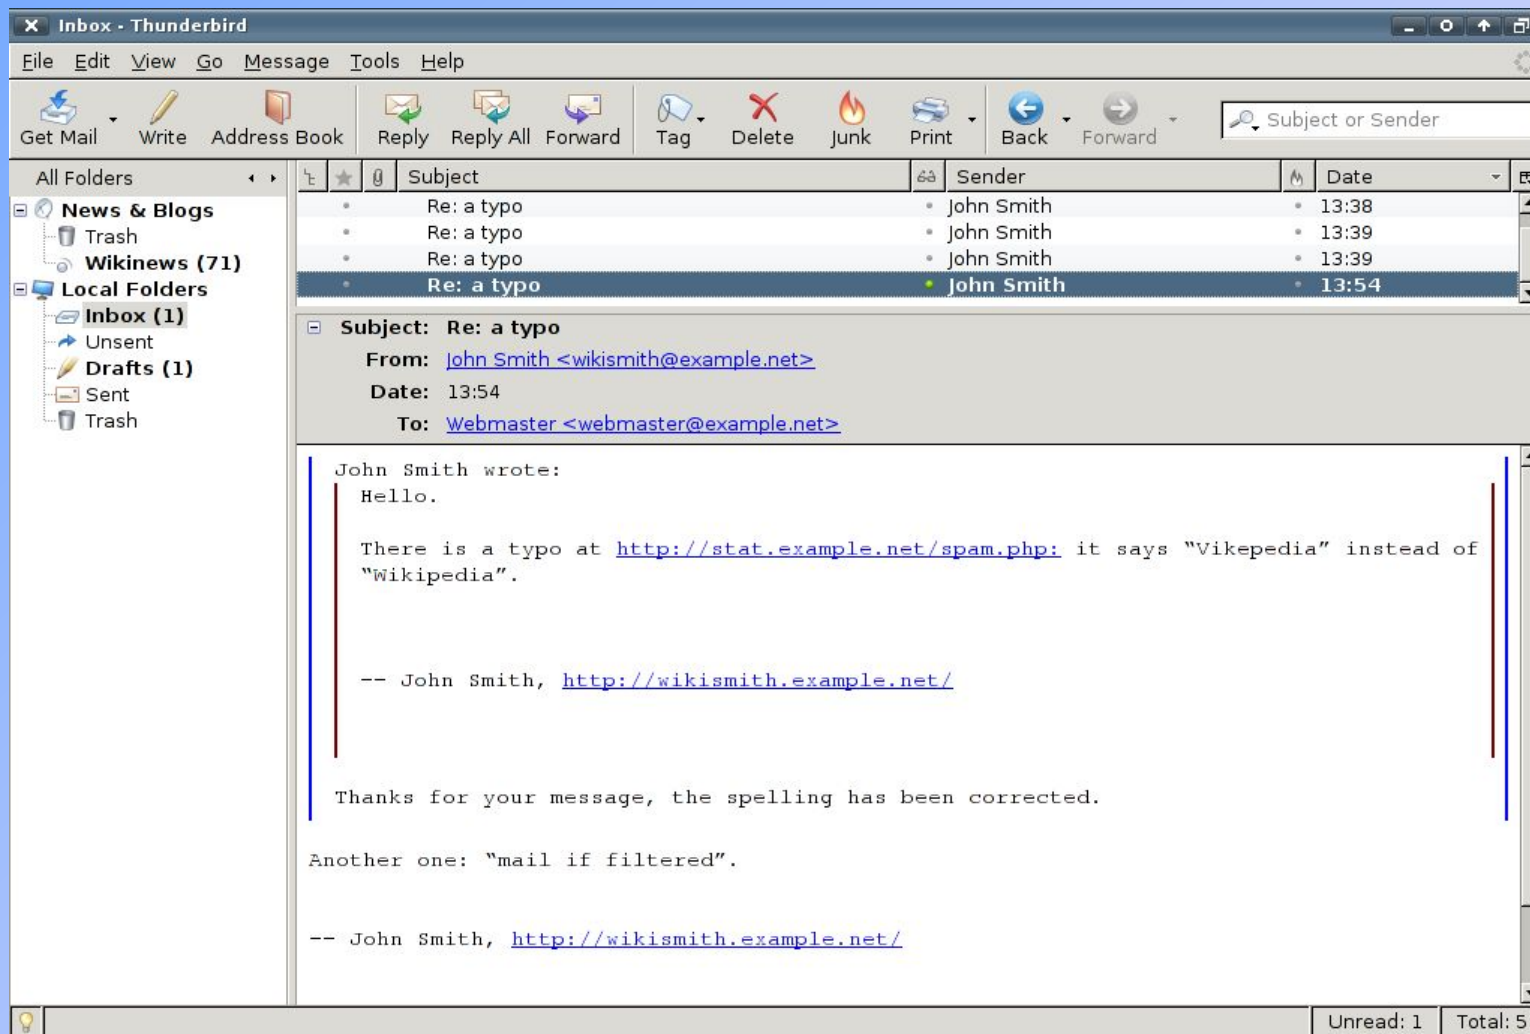 Inbox - Thunderbird
File Edit View Go Message Tools Help
Get Mail Write Address Book Reply Reply All Forward Tag Delete Junk Print Back Forward Subject or Sender
All Folders
News & Blogs
Trash
Wikinews (71)
Local Folders
Inbox (1)
Unsent
Drafts (1)
Sent
Trash
Subject Sender Date
Re: a typo John Smith 13:38
Re: a typo John Smith 13:39
Re: a typo John Smith 13:39
Re: a typo John Smith 13:54
Subject: Re: a typo
From: John Smith <wikismith@example.net>
Date: 13:54
To: Webmaster <webmaster@example.net>
John Smith wrote:
Hello.
There is a typo at http://stat.example.net/spam.php: it says “Vikepedia” instead of
“Wikipedia”.
-- John Smith, http://wikismith.example.net/
Thanks for your message, the spelling has been corrected.
Another one: “mail if filtered”.
-- John Smith, http://wikismith.example.net/
Unread: 1 Total: 5